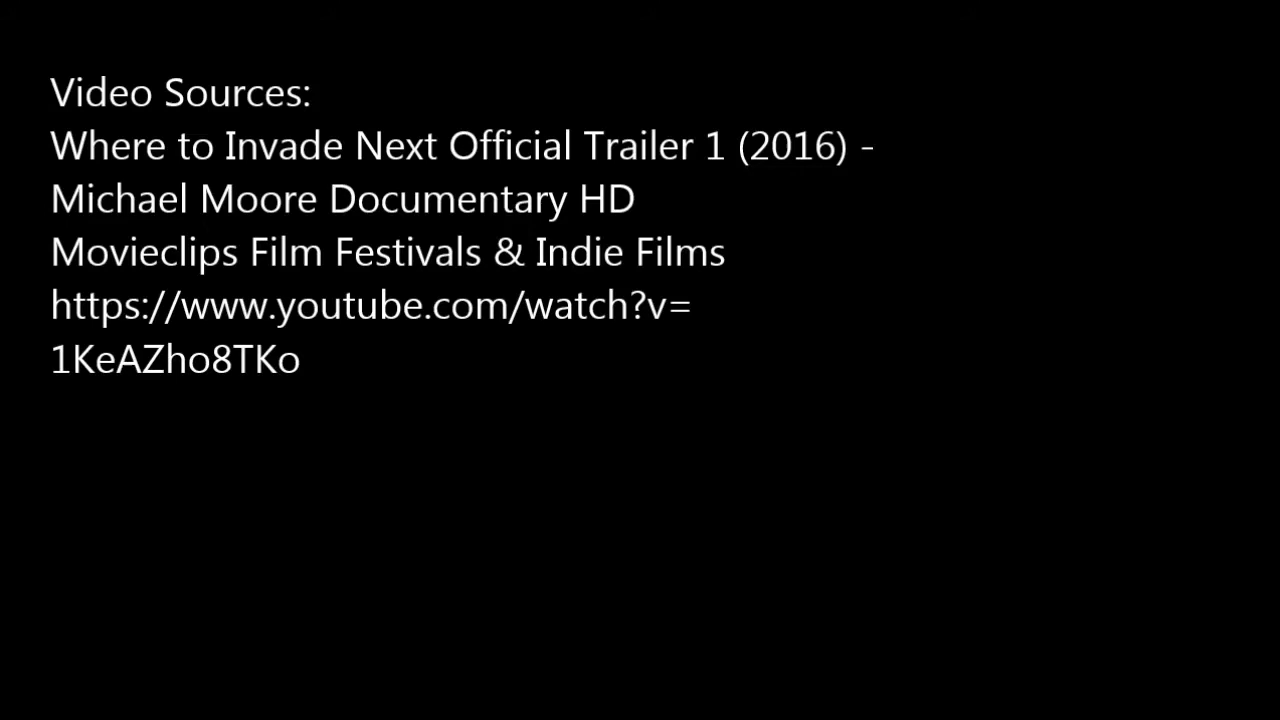 Video Sources:
Where to Invade Next Official Trailer 1 (2016) -
Michael Moore Documentary HD
Movieclips Film Festivals & Indie Films
https://www.youtube.com/watch?v=
1KeAZho8TKo